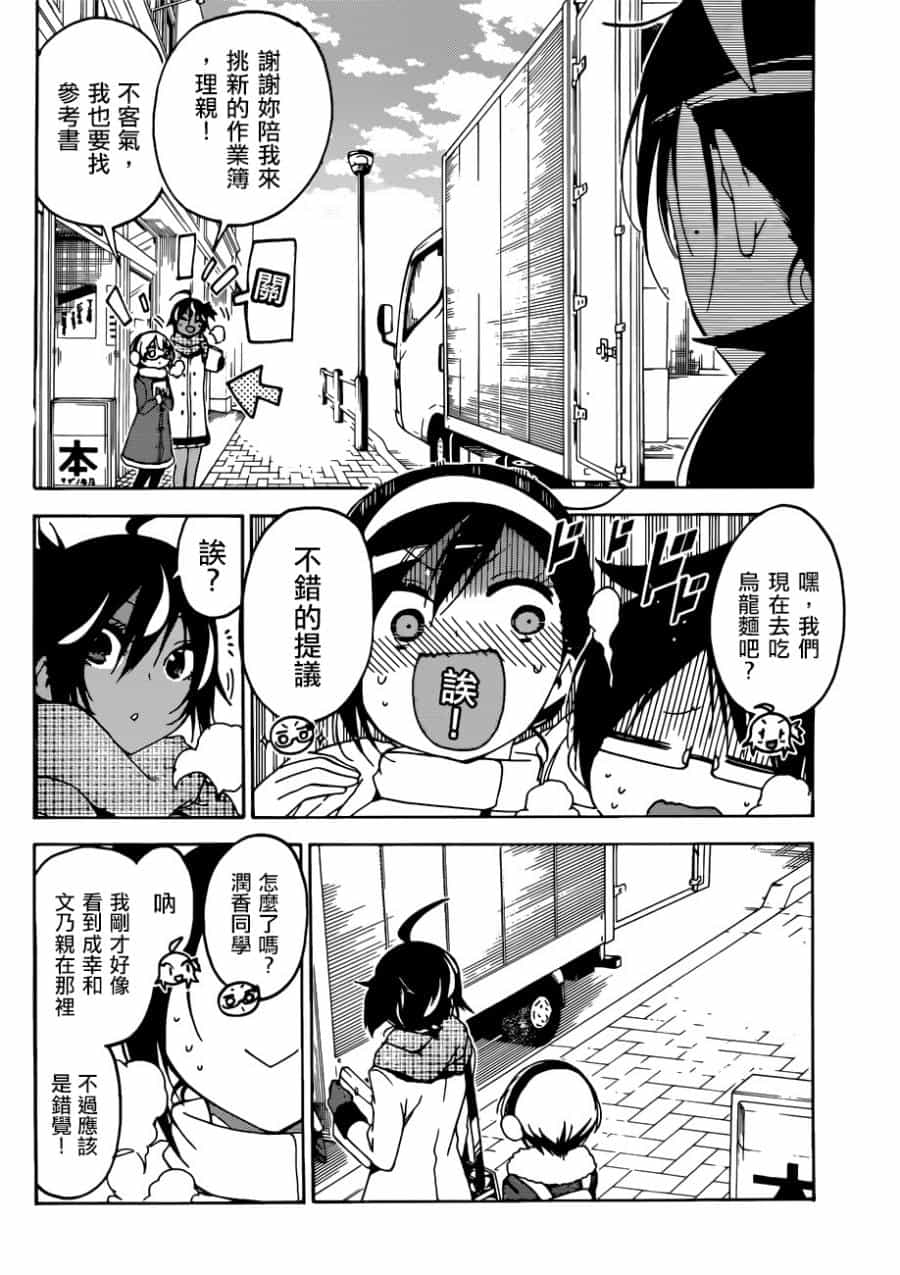 謝謝妳陪我來
挑新的作業簿
，理親！
不客氣，
我也要找
參考書
關
本
嘿，我們
現在去吃
烏龍麵吧？
ドドド
誒！
不錯的提議
誒？
怎麼了嗎？
潤香同學
吶
我剛才好像
看到成幸和
文乃親在那裡
不過應該
是錯覺！